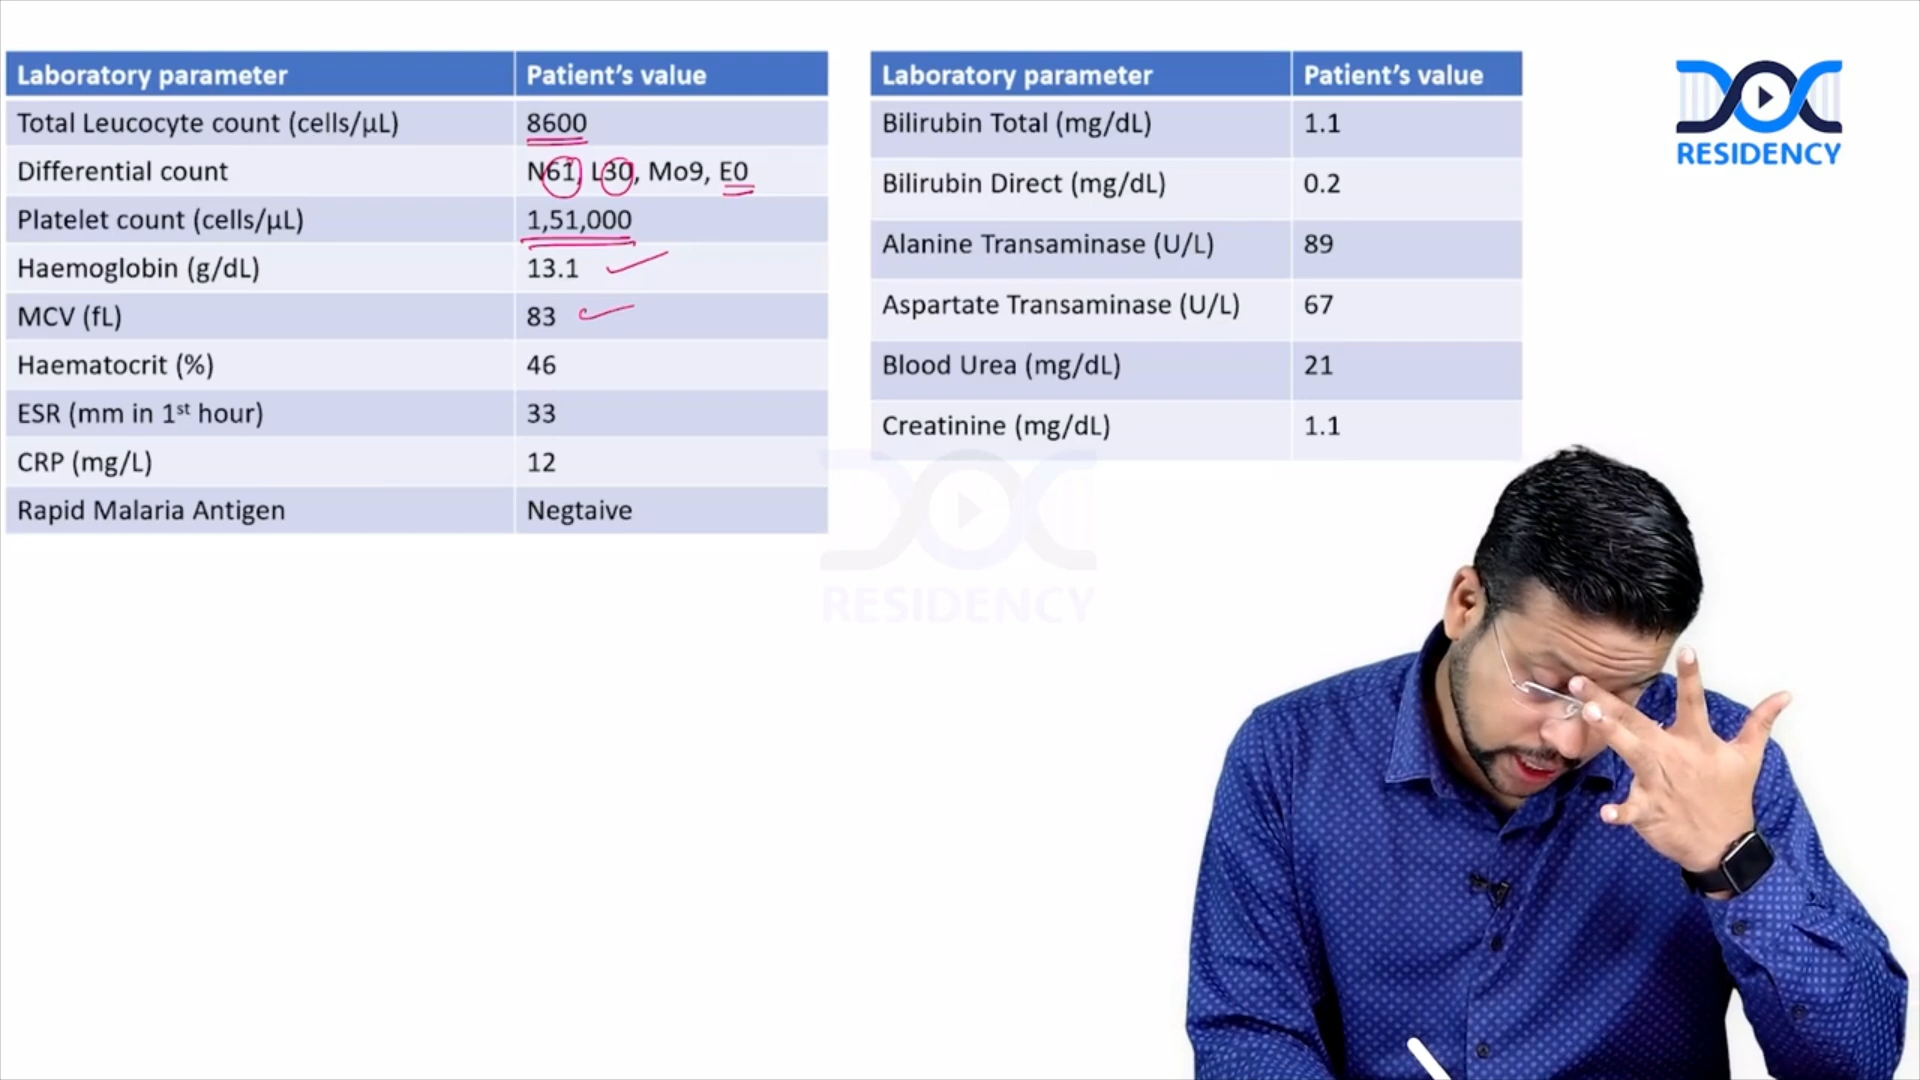 Laboratory parameter Patient's value
Total Leucocyte count (cells/µL) 8600
Differential count N61, L30, Mo9, E0
Platelet count (cells/µL) 1,51,000
Haemoglobin (g/dL) 13.1
MCV (fL) 83
Haematocrit (%) 46
ESR (mm in 1st hour) 33
CRP (mg/L) 12
Rapid Malaria Antigen Negtaive
Laboratory parameter Patient's value
Bilirubin Total (mg/dL) 1.1
Bilirubin Direct (mg/dL) 0.2
Alanine Transaminase (U/L) 89
Aspartate Transaminase (U/L) 67
Blood Urea (mg/dL) 21
Creatinine (mg/dL) 1.1
DOC
RESIDENCY
DOC
RESIDENCY